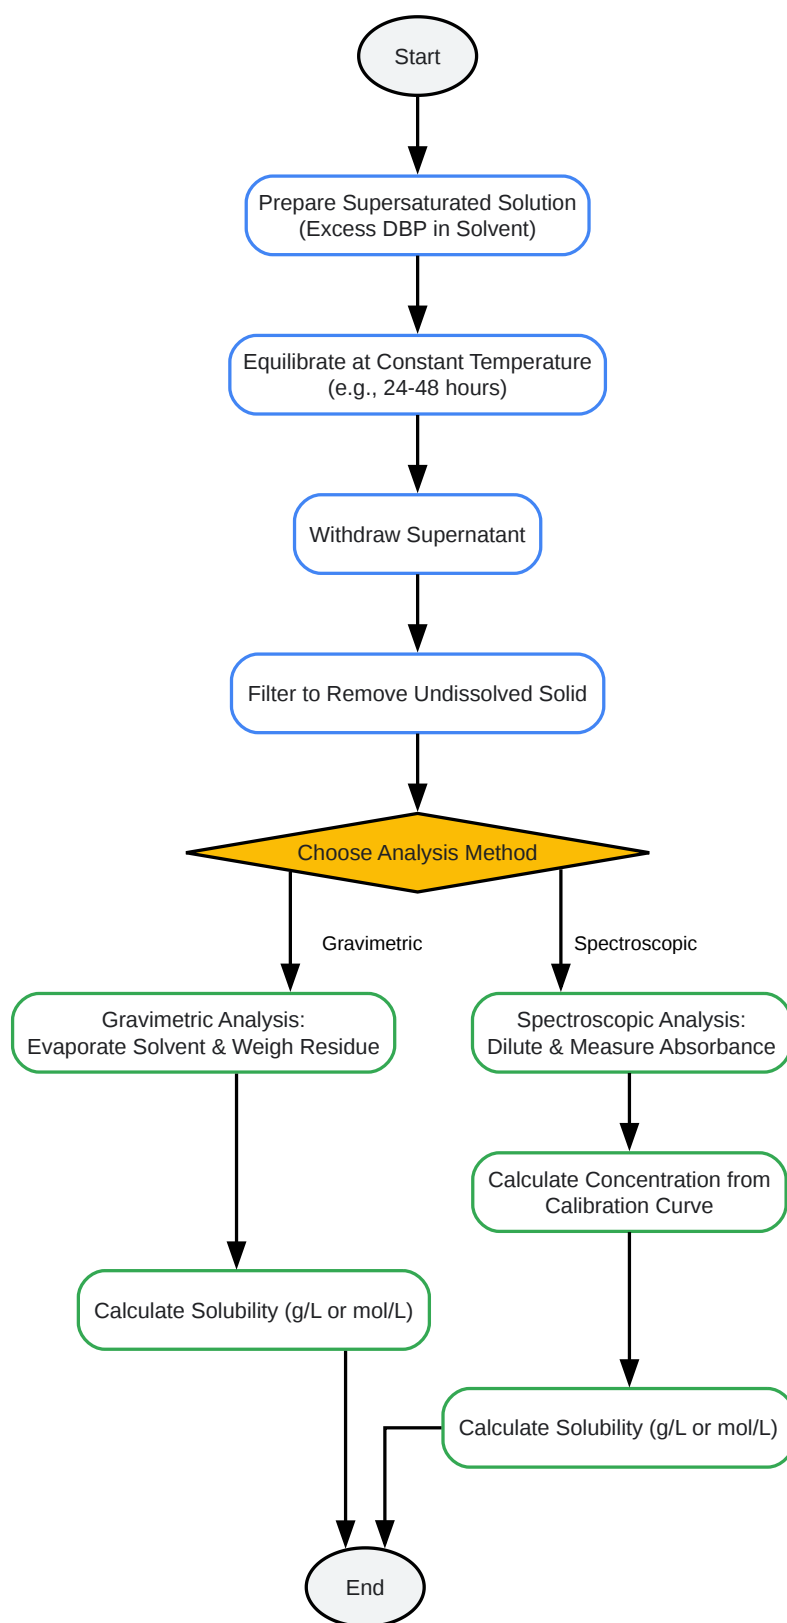 Start
Prepare Supersaturated Solution
(Excess DBP in Solvent)
Equilibrate at Constant Temperature
(e.g., 24-48 hours)
Withdraw Supernatant
Filter to Remove Undissolved Solid
Choose Analysis Method
Gravimetric
Spectroscopic
Gravimetric Analysis:
Evaporate Solvent & Weigh Residue
Spectroscopic Analysis:
Dilute & Measure Absorbance
Calculate Concentration from
Calibration Curve
Calculate Solubility (g/L or mol/L)
Calculate Solubility (g/L or mol/L)
End